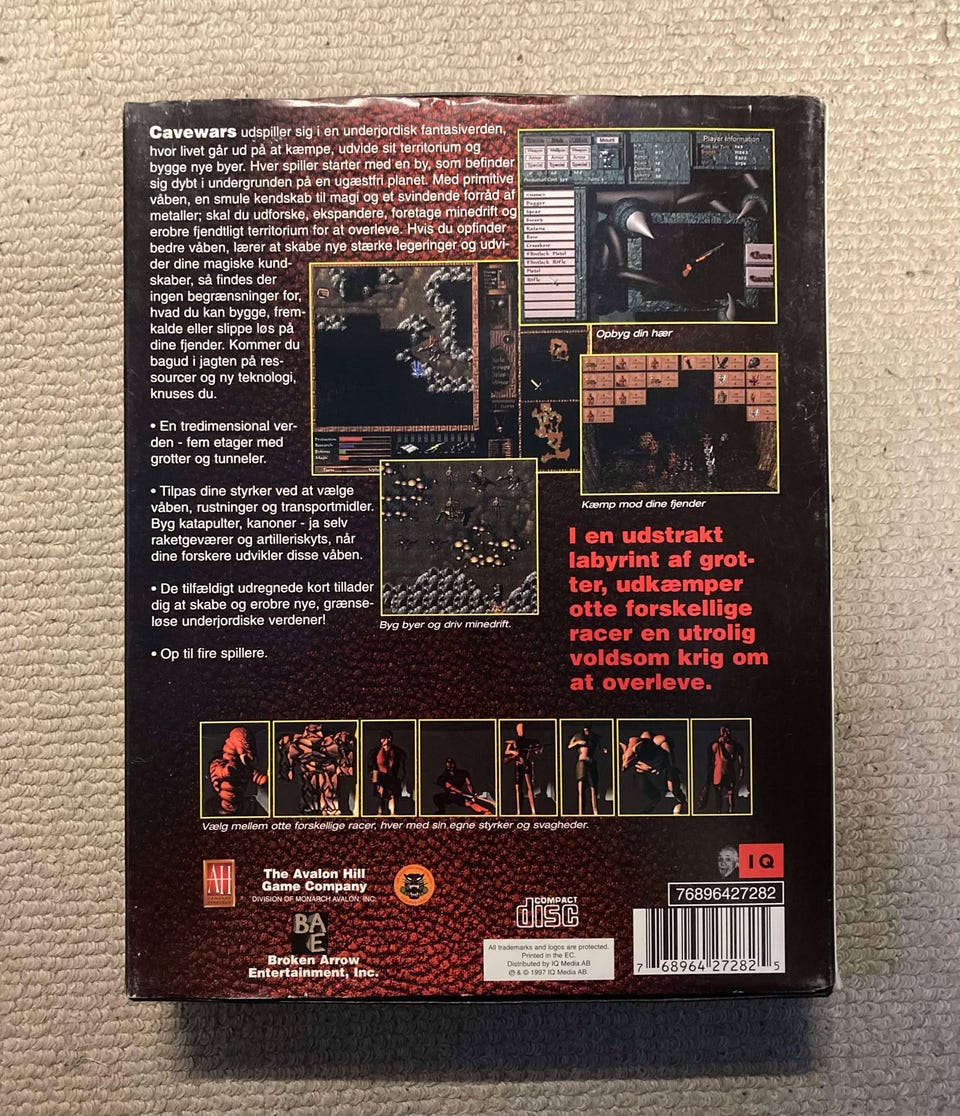 Cavewars udspiller sig i en underjordisk fantasiverden,
hvor livet går ud på at kæmpe, udvide sit territorium og
bygge nye byer. Hver spiller starter med en by, som befinder
sig dybt i undergrunden på en ugæstfri planet. Med primitive
våben, en smule kendskab til magi og et svindende forråd af
metaller; skal du udforske, ekspandere, foretage minedrift og
erobre fjendtligt territorium for at overleve. Hvis du opfinder
bedre våben, lærer at skabe nye stærke legeringer og udvi-
der dine magiske kund-
skaber, så findes der
ingen begrænsninger for,
hvad du kan bygge, frem-
kalde eller slippe løs på
dine fjender. Kommer du
bagud i jagten på res-
sourcer og ny teknologi,
knuses du.
• En tredimensional ver-
den - fem etager med
grotter og tunneler.
• Tilpas dine styrker ved at vælge
våben, rustninger og transportmidler.
Byg katapulter, kanoner - ja selv
raketgeværer og artilleriskyts, når
dine forskere udvikler disse våben.
• De tilfældigt udregnede kort tillader
dig at skabe og erobre nye, grænse-
løse underjordiske verdener!
• Op til fire spillere.
Player Information
Mount
Dagger
Spear
Sword
Katana
Crossbow
Flintlock Pistol
Flintlock Rifle
Pistol
Rifle
Opbyg din hær
Kæmp mod dine fjender
Byg byer og driv minedrift.
I en udstrakt
labyrint af grot-
ter, udkæmper
otte forskellige
racer en utrolig
voldsom krig om
at overleve.
Vælg mellem otte forskellige racer, hver med sin egne styrker og svagheder.
AH
The Avalon Hill
Game Company
DIVISION OF MONARCH AVALON, INC.
BAE
Broken Arrow
Entertainment, Inc.
COMPACT
disc
All trademarks and logos are protected.
Printed in the EC.
Distributed by IQ Media AB
℗ & © 1997 IQ Media AB.
IQ
76896427282
7 68964 27282 5